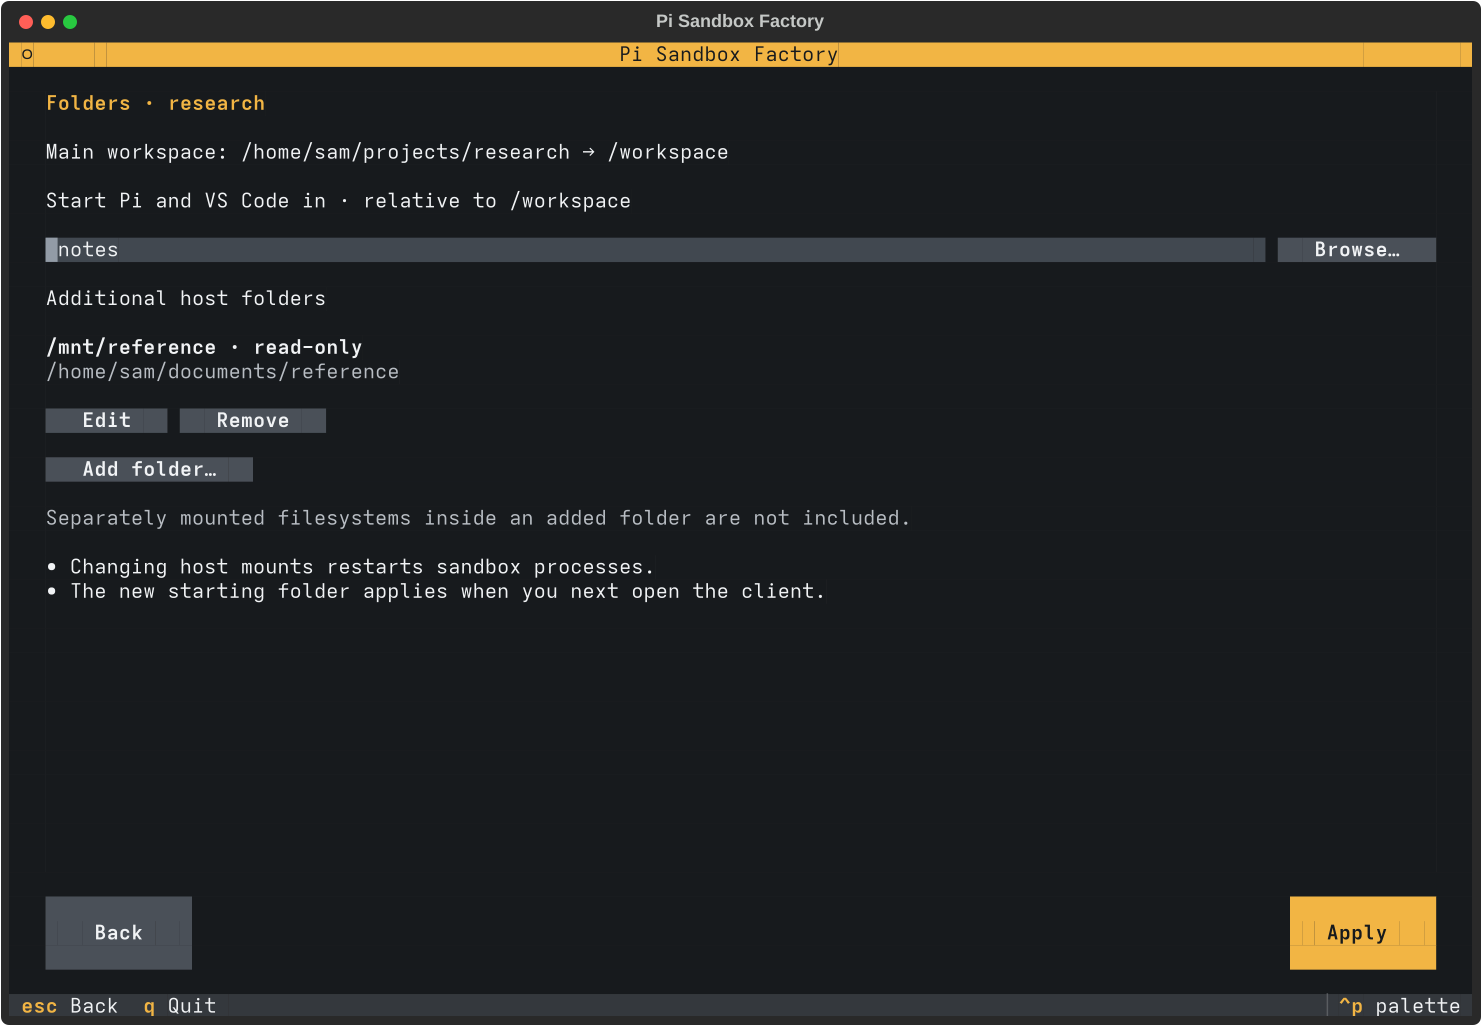 Pi Sandbox Factory
Pi Sandbox Factory
Folders · research
Main workspace: /home/sam/projects/research → /workspace
Start Pi and VS Code in · relative to /workspace
notes Browse…
Additional host folders
/mnt/reference · read-only
/home/sam/documents/reference
Edit Remove
Add folder…
Separately mounted filesystems inside an added folder are not included.
• Changing host mounts restarts sandbox processes.
• The new starting folder applies when you next open the client.
Back Apply
esc Back q Quit ^p palette